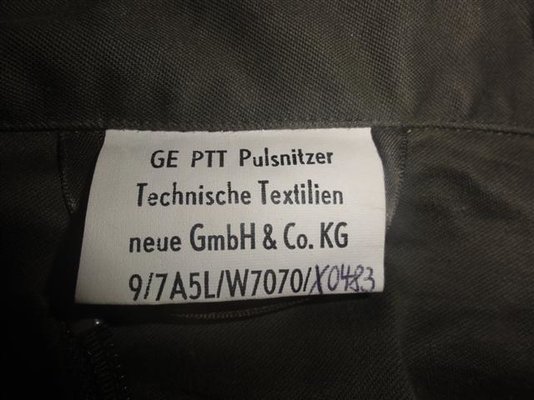 GE PTT Pulsnitzer
Technische Textilien
neue GmbH & Co. KG
9/7A5L/W7070/X0483